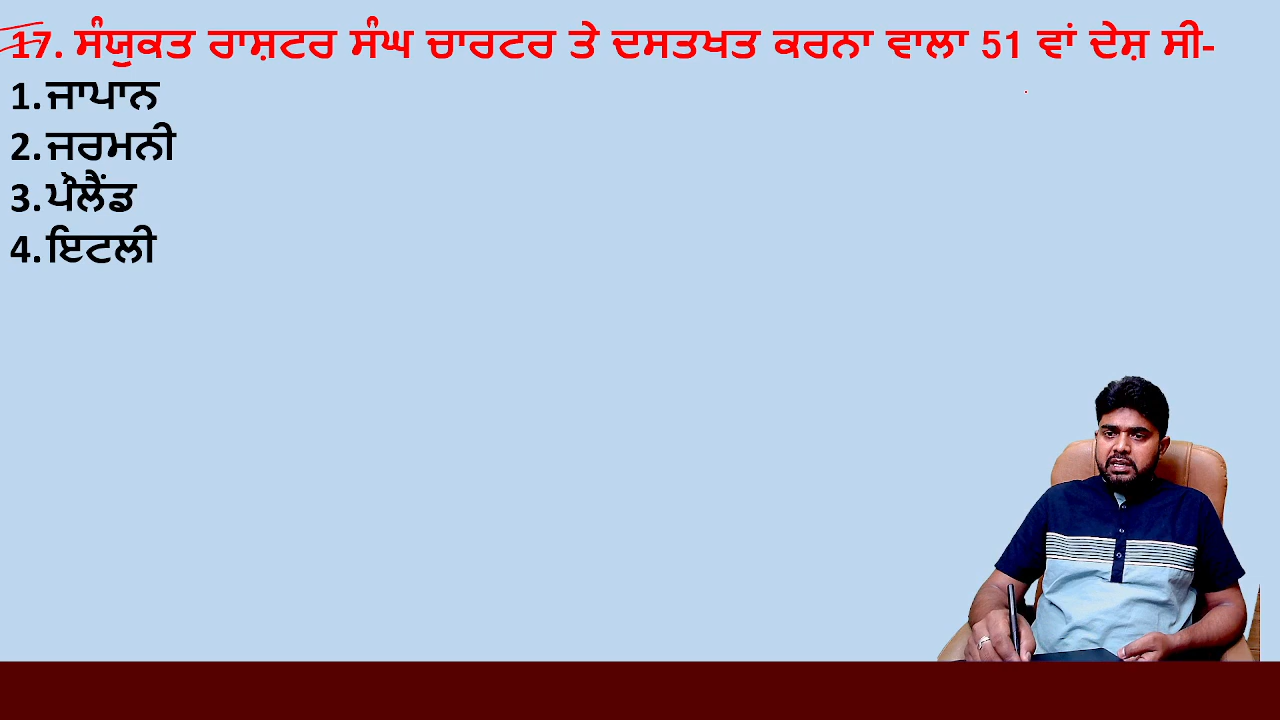 17. ਸੰਯੁਕਤ ਰਾਸ਼ਟਰ ਸੰਘ ਚਾਰਟਰ ਤੇ ਦਸਤਖਤ ਕਰਨਾ ਵਾਲਾ 51 ਵਾਂ ਦੇਸ਼ ਸੀ-
1. ਜਾਪਾਨ
2. ਜਰਮਨੀ
3. ਪੌਲੈਂਡ
4. ਇਟਲੀ